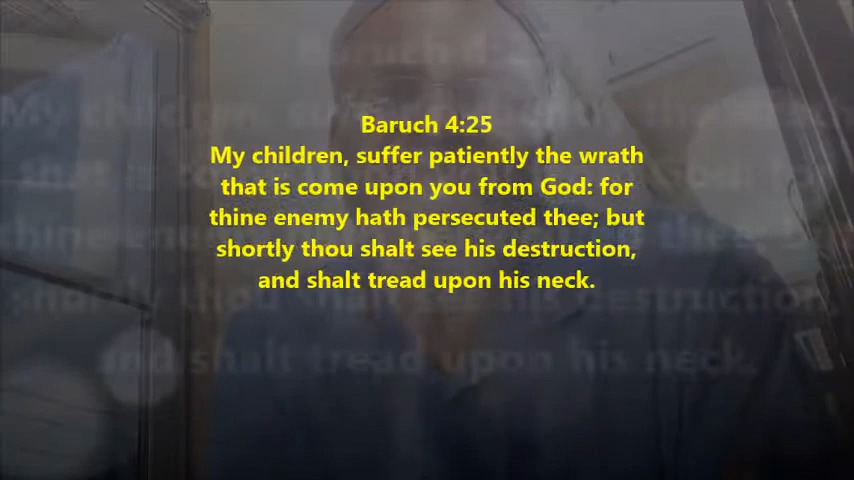 Baruch 4:25
My children, suffer patiently the wrath
that is come upon you from God: for
thine enemy hath persecuted thee; but
shortly thou shalt see his destruction,
and shalt tread upon his neck.